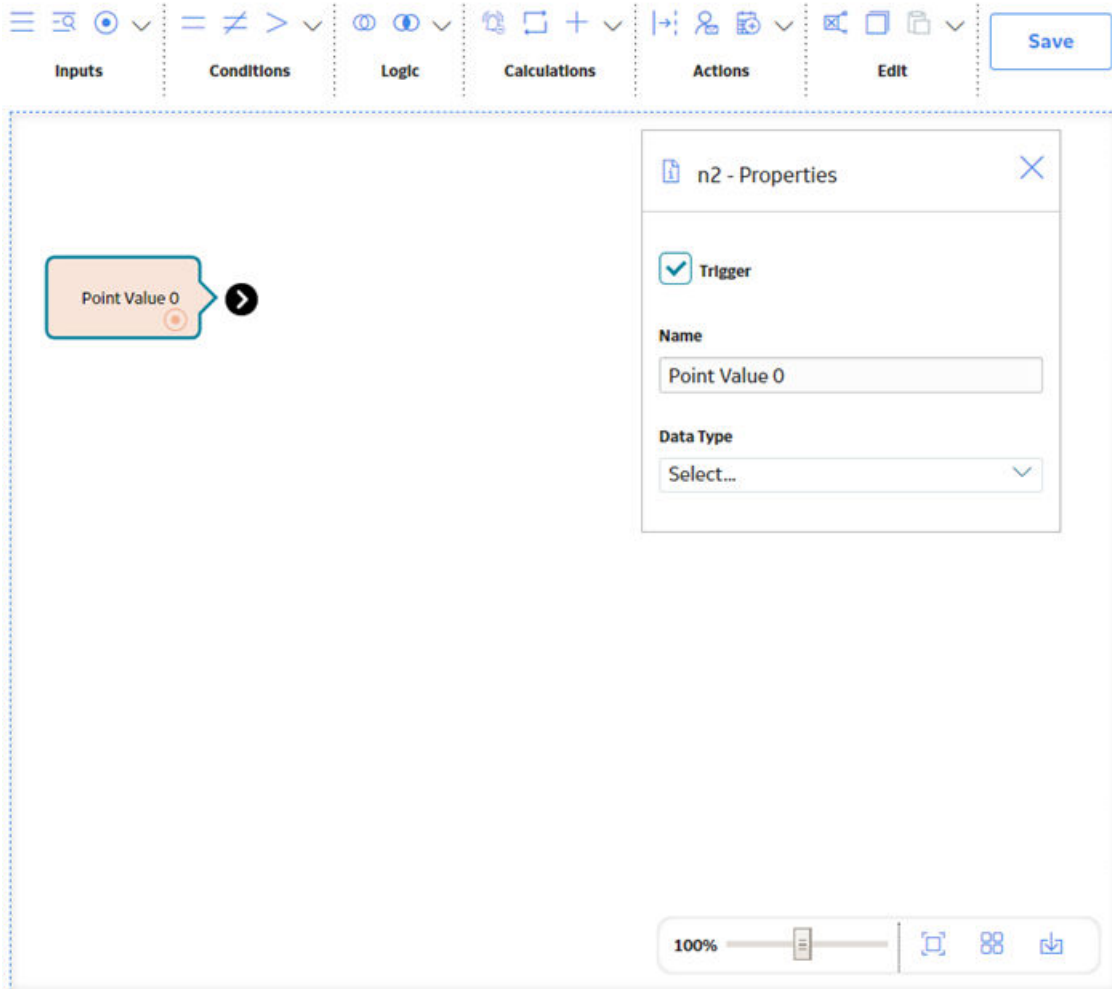 Inputs
Conditions
Logic
Calculations
Actions
Edit
Save
n2 - Properties
Point Value 0
Trigger
Name
Point Value 0
Data Type
Select...
100%